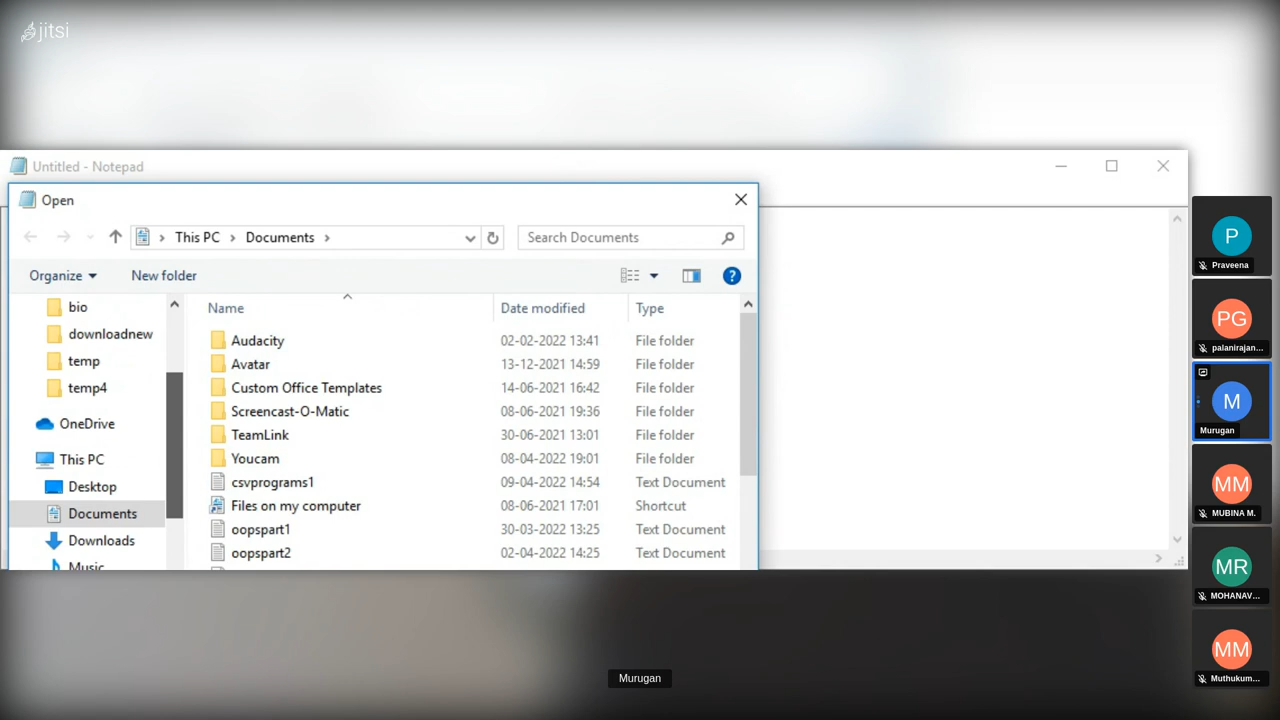 jitsi
Untitled - Notepad
Open
This PC > Documents >
Search Documents
Organize
New folder
Name
Date modified
Type
bio
downloadnew
temp
temp4
OneDrive
This PC
Desktop
Documents
Downloads
Music
Audacity 02-02-2022 13:41 File folder
Avatar 13-12-2021 14:59 File folder
Custom Office Templates 14-06-2021 16:42 File folder
Screencast-O-Matic 08-06-2021 19:36 File folder
TeamLink 30-06-2021 13:01 File folder
Youcam 08-04-2022 19:01 File folder
csvprograms1 09-04-2022 14:54 Text Document
Files on my computer 08-06-2021 17:01 Shortcut
oopspart1 30-03-2022 13:25 Text Document
oopspart2 02-04-2022 14:25 Text Document
P
Praveena
PG
palanirajan...
M
Murugan
MM
MUBINA M.
MR
MOHANAV...
MM
Muthukum...
Murugan